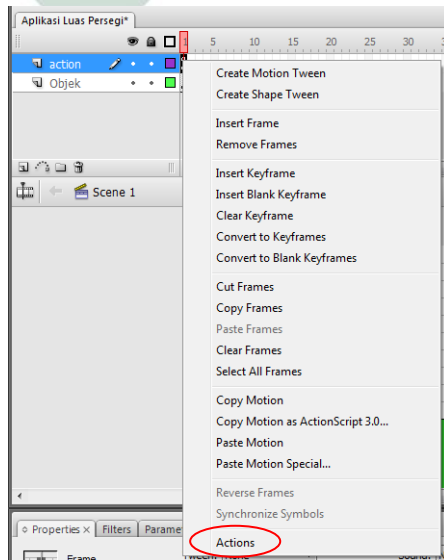 Aplikasi Luas Persegi*
5 10 15 20 25 30
action
Objek
Scene 1
Create Motion Tween
Create Shape Tween
Insert Frame
Remove Frames
Insert Keyframe
Insert Blank Keyframe
Clear Keyframe
Convert to Keyframes
Convert to Blank Keyframes
Cut Frames
Copy Frames
Paste Frames
Clear Frames
Select All Frames
Copy Motion
Copy Motion as ActionScript 3.0...
Paste Motion
Paste Motion Special...
Reverse Frames
Synchronize Symbols
Actions
Properties × Filters Parame
Frame